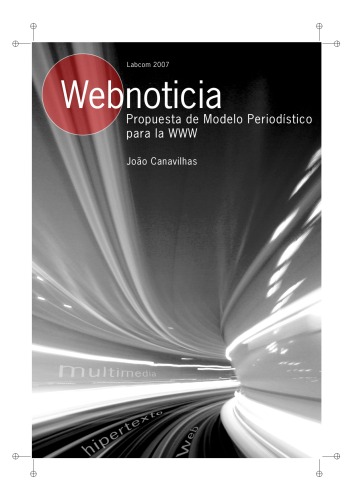 Labcom 2007
Webnoticia
Propuesta de Modelo Periodístico
para la WWW
João Canavilhas
multimedia
hipertexto
Web